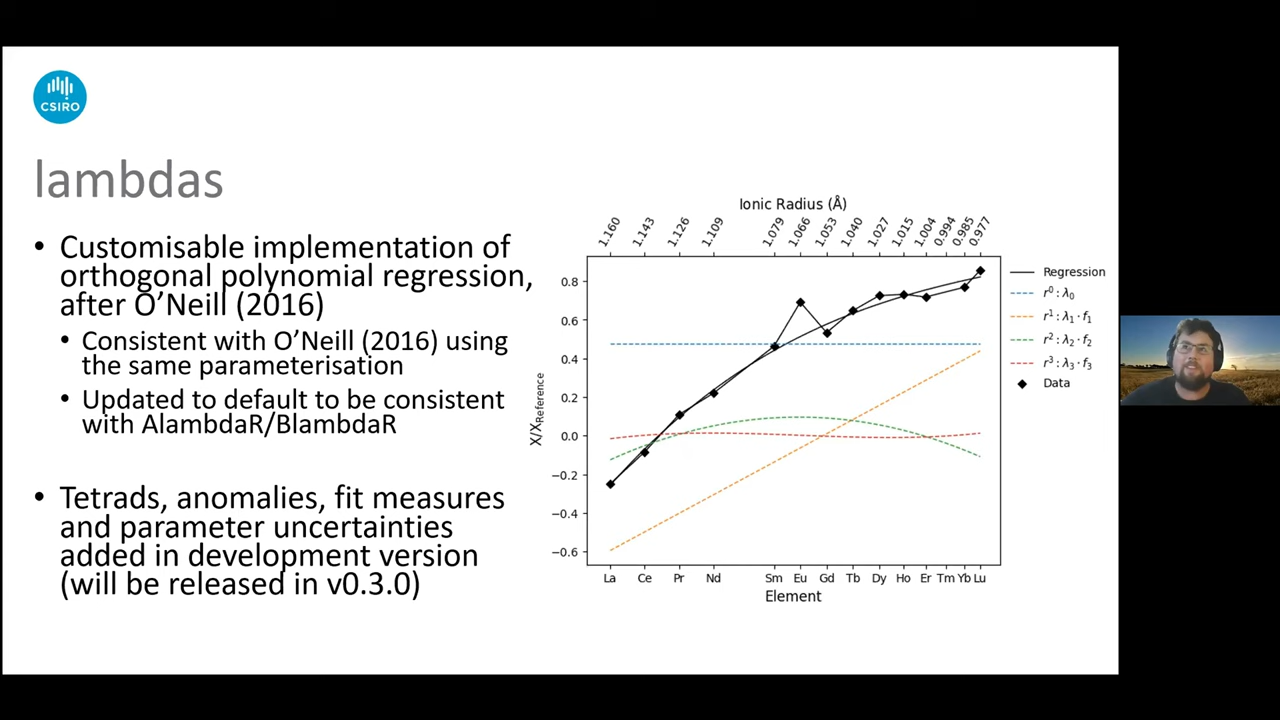 CSIRO
lambdas
• Customisable implementation of
orthogonal polynomial regression,
after O’Neill (2016)
• Consistent with O’Neill (2016) using
the same parameterisation
• Updated to default to be consistent
with AlambdaR/BlambdaR
• Tetrads, anomalies, fit measures
and parameter uncertainties
added in development version
(will be released in v0.3.0)
Ionic Radius (Å)
1.160 1.143 1.126 1.109 1.079 1.066 1.053 1.040 1.027 1.015 1.004 0.994 0.985 0.977
X/XReference
0.8
0.6
0.4
0.2
0.0
−0.2
−0.4
−0.6
La Ce Pr Nd Sm Eu Gd Tb Dy Ho Er Tm Yb Lu
Element
Regression
r⁰ : λ₀
r¹ : λ₁ · f₁
r² : λ₂ · f₂
r³ : λ₃ · f₃
Data